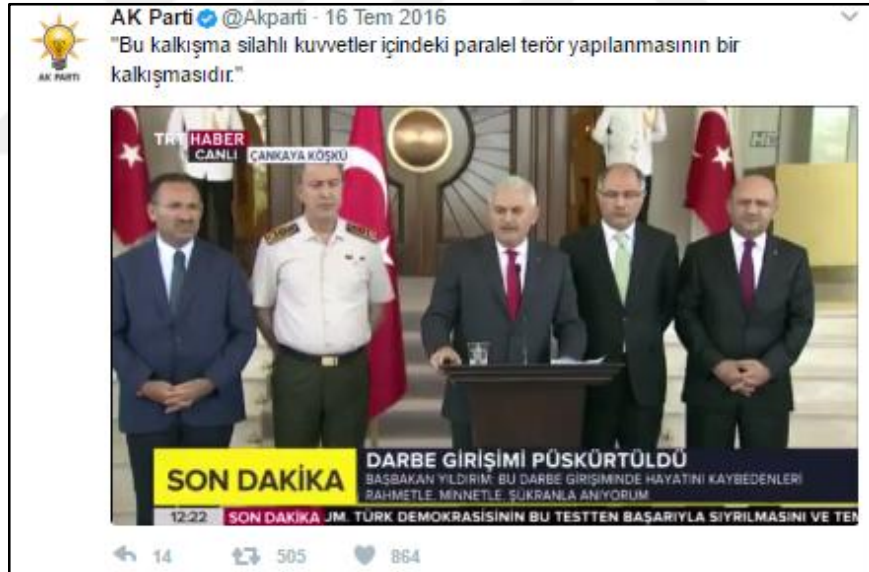 AK Parti @Akparti · 16 Tem 2016
"Bu kalkışma silahlı kuvvetler içindeki paralel terör yapılanmasının bir
kalkışmasıdır."
AK PARTİ
TRT HABER
CANLI ÇANKAYA KÖŞKÜ
SON DAKİKA
DARBE GİRİŞİMİ PÜSKÜRTÜLDÜ
BAŞBAKAN YILDIRIM: BU DARBE GİRİŞİMİNDE HAYATINI KAYBEDENLERİ
RAHMETLE, MİNNETLE, ŞÜKRANLA ANIYORUM
12:22 SON DAKİKA UM. TÜRK DEMOKRASİSİNİN BU TESTTEN BAŞARIYLA SIYRILMASINI VE TEM
14 505 864